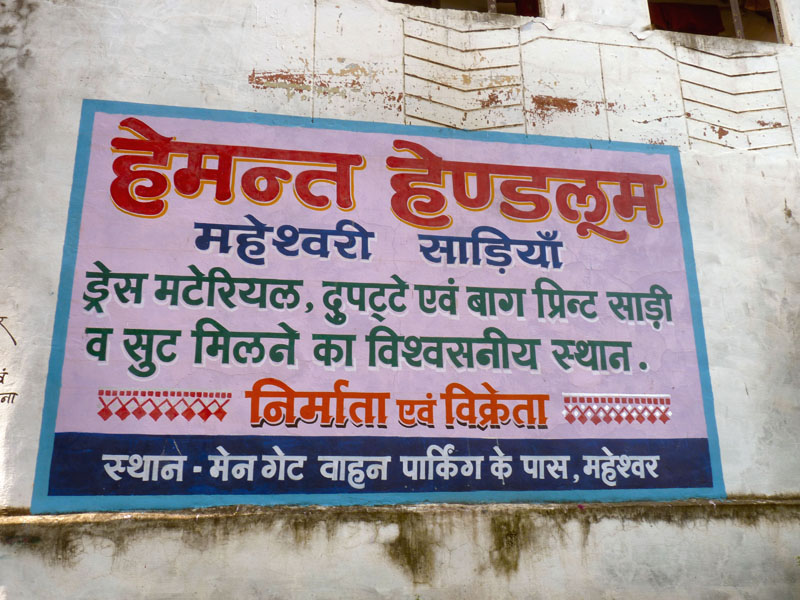 हेमन्त हेण्डलूम
महेश्वरी साड़ियाँ
ड्रेस मटेरियल, दुपट्टे एवं बाग प्रिन्ट साड़ी
व सुट मिलने का विश्वसनीय स्थान.
निर्माता एवं विक्रेता
स्थान - मेन गेट वाहन पार्किंग के पास, महेश्वर